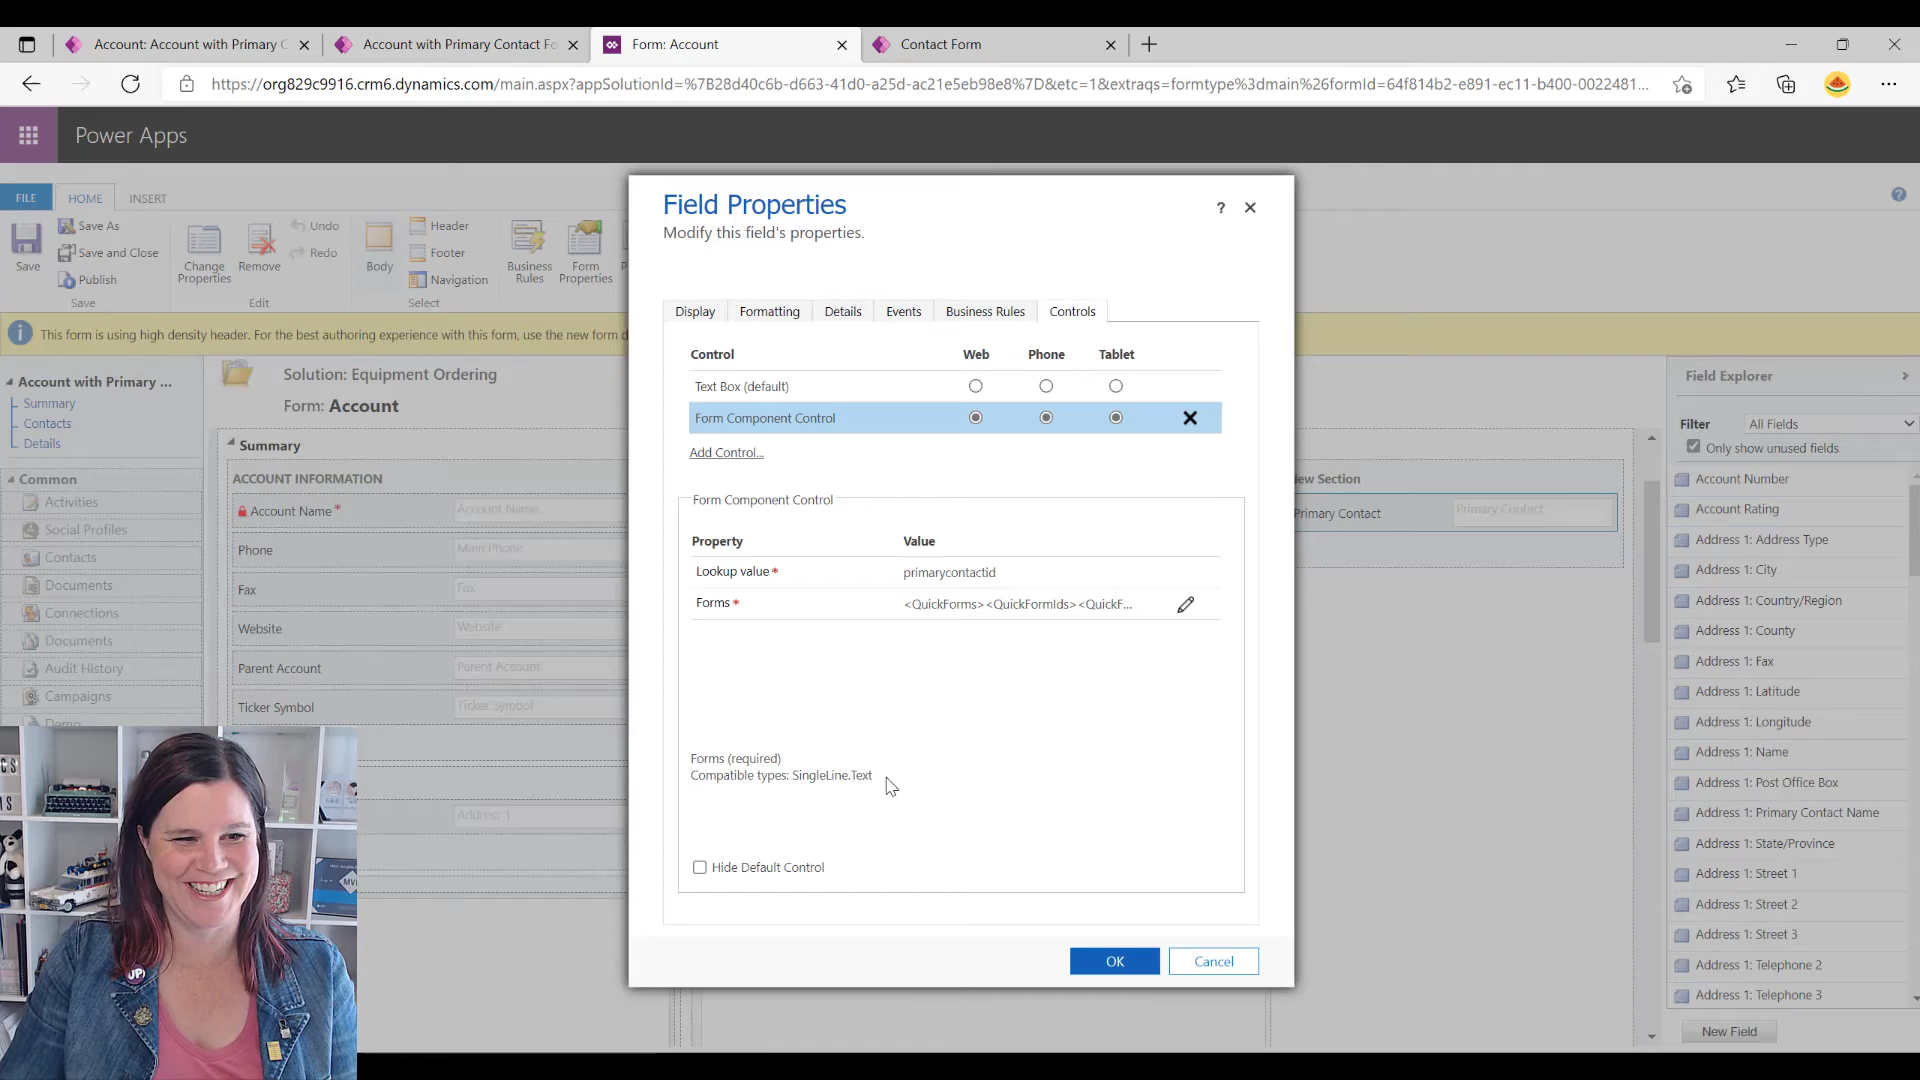 Account: Account with Primary C
Account with Primary Contact Fo
Form: Account
Contact Form
https://org829c9916.crm6.dynamics.com/main.aspx?appSolutionId=%7B28d40c6b-d663-41d0-a25d-ac21e5eb98e8%7D&etc=1&extraqs=formtype%3dmain%26formId=64f814b2-e891-ec11-b400-0022481...
Power Apps
FILE
HOME
INSERT
Save
Save As
Save and Close
Publish
Save
Change Properties
Remove
Undo
Redo
Edit
Body
Header
Footer
Navigation
Select
Business Rules
Form Properties
This form is using high density header. For the best authoring experience with this form, use the new form d
Account with Primary ...
Summary
Contacts
Details
Common
Activities
Social Profiles
Contacts
Documents
Connections
Documents
Audit History
Campaigns
Demo
Solution: Equipment Ordering
Form: Account
Summary
ACCOUNT INFORMATION
Account Name*
Account Name
Phone
Main Phone
Fax
Fax
Website
Website
Parent Account
Parent Account
Ticker Symbol
Ticker Symbol
Address 1
Field Properties
Modify this field's properties.
?
Display
Formatting
Details
Events
Business Rules
Controls
Control Web Phone Tablet
Text Box (default)
Form Component Control
Add Control...
Form Component Control
Property Value
Lookup value* primarycontactid
Forms* <QuickForms><QuickFormIds><QuickF...
Forms (required)
Compatible types: SingleLine.Text
Hide Default Control
OK
Cancel
ew Section
Primary Contact
Primary Contact
Field Explorer
Filter
All Fields
Only show unused fields
Account Number
Account Rating
Address 1: Address Type
Address 1: City
Address 1: Country/Region
Address 1: County
Address 1: Fax
Address 1: Latitude
Address 1: Longitude
Address 1: Name
Address 1: Post Office Box
Address 1: Primary Contact Name
Address 1: State/Province
Address 1: Street 1
Address 1: Street 2
Address 1: Street 3
Address 1: Telephone 2
Address 1: Telephone 3
New Field